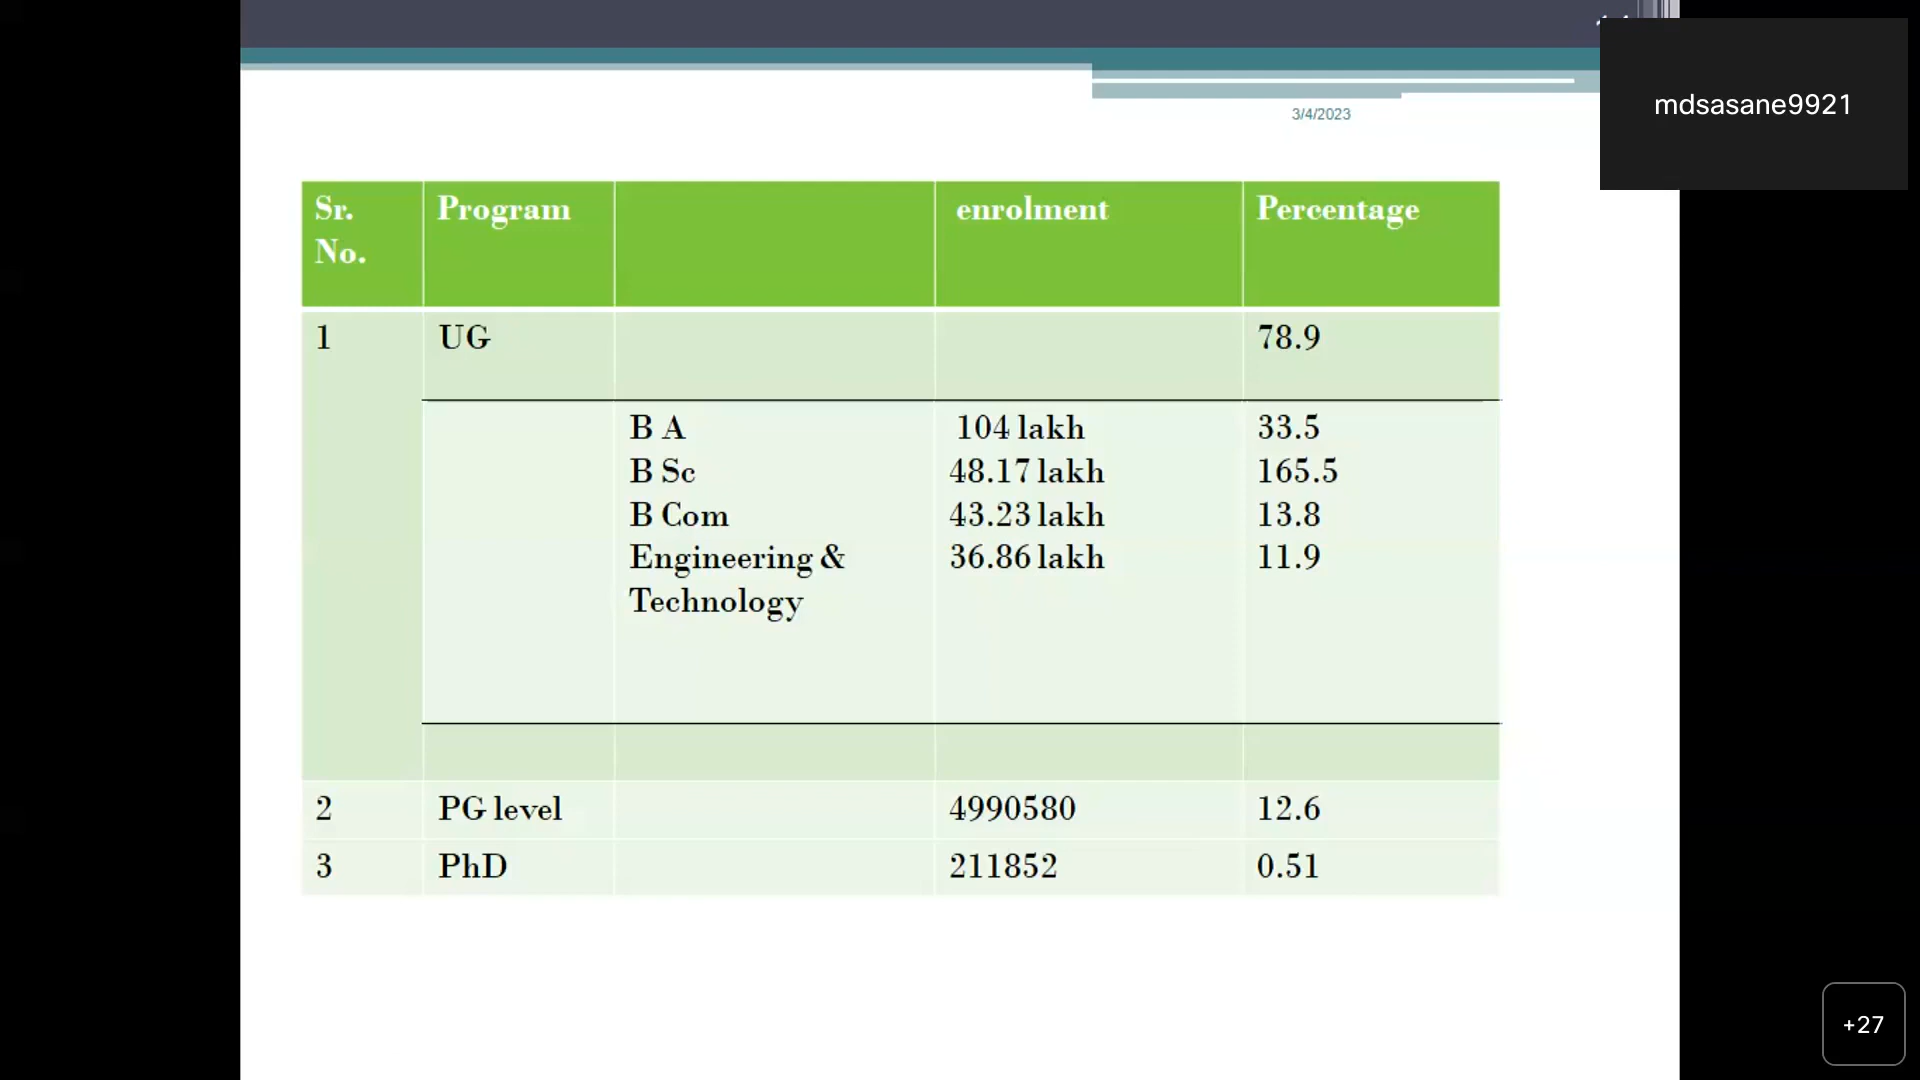 mdsasane9921
3/4/2023
Sr. No. Program enrolment Percentage
1 UG 78.9
B A 104 lakh 33.5
B Sc 48.17 lakh 165.5
B Com 43.23 lakh 13.8
Engineering & 36.86 lakh 11.9
Technology
2 PG level 4990580 12.6
3 PhD 211852 0.51
+27